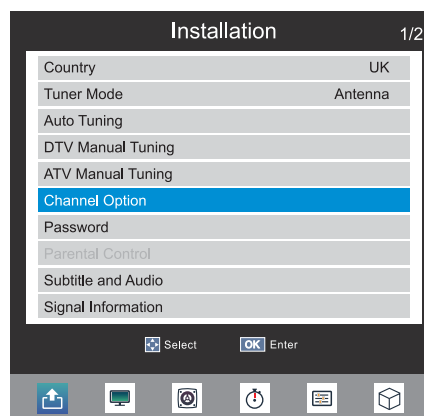 Installation 1/2
Country UK
Tuner Mode Antenna
Auto Tuning
DTV Manual Tuning
ATV Manual Tuning
Channel Option
Password
Parental Control
Subtitle and Audio
Signal Information
Select OK Enter